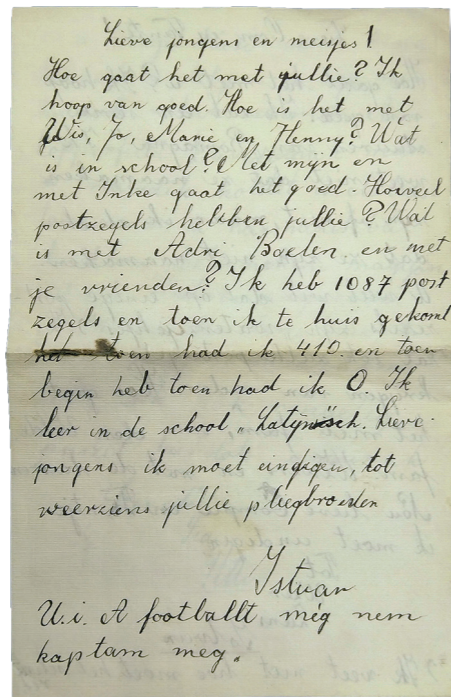 Lieve jongens en meisjes!
Hoe gaat het met jullie? Ik
hoop van goed. Hoe is het met
Wis, Jo, Marie en Henny? Wat
is in school? Met myn en
met Inke gaat het goed. Hoeveel
postzegels hebben jullie? Wat
is met Adri Boelen en met
je vrienden? Ik heb 1087 post
zegels en toen ik te huis gekomt
toen had ik 410. en toen
begin heb toen had ik 0 Ik
leer in de school „Latynisch. Lieve
jongens ik moet eindigen, tot
weerziens jullie pleegbroeden
Istvan
U.i. A footballt még nem
kaptam meg.